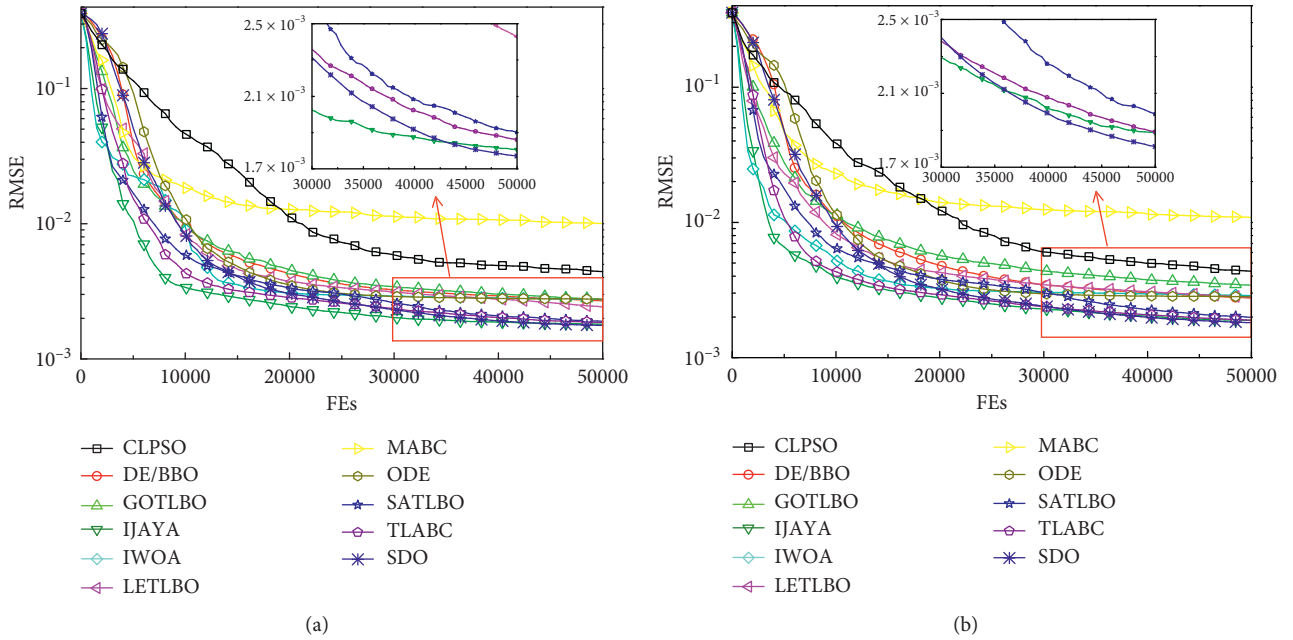 2.5 × 10⁻³
2.1 × 10⁻³
1.7 × 10⁻³
30000 35000 40000 45000 50000
10⁻¹
10⁻²
10⁻³
RMSE
0 10000 20000 30000 40000 50000
FEs
CLPSO
DE/BBO
GOTLBO
IJAYA
IWOA
LETLBO
MABC
ODE
SATLBO
TLABC
SDO
(a)
2.5 × 10⁻³
2.1 × 10⁻³
1.7 × 10⁻³
30000 35000 40000 45000 50000
10⁻¹
10⁻²
10⁻³
RMSE
0 10000 20000 30000 40000 50000
FEs
CLPSO
DE/BBO
GOTLBO
IJAYA
IWOA
LETLBO
MABC
ODE
SATLBO
TLABC
SDO
(b)